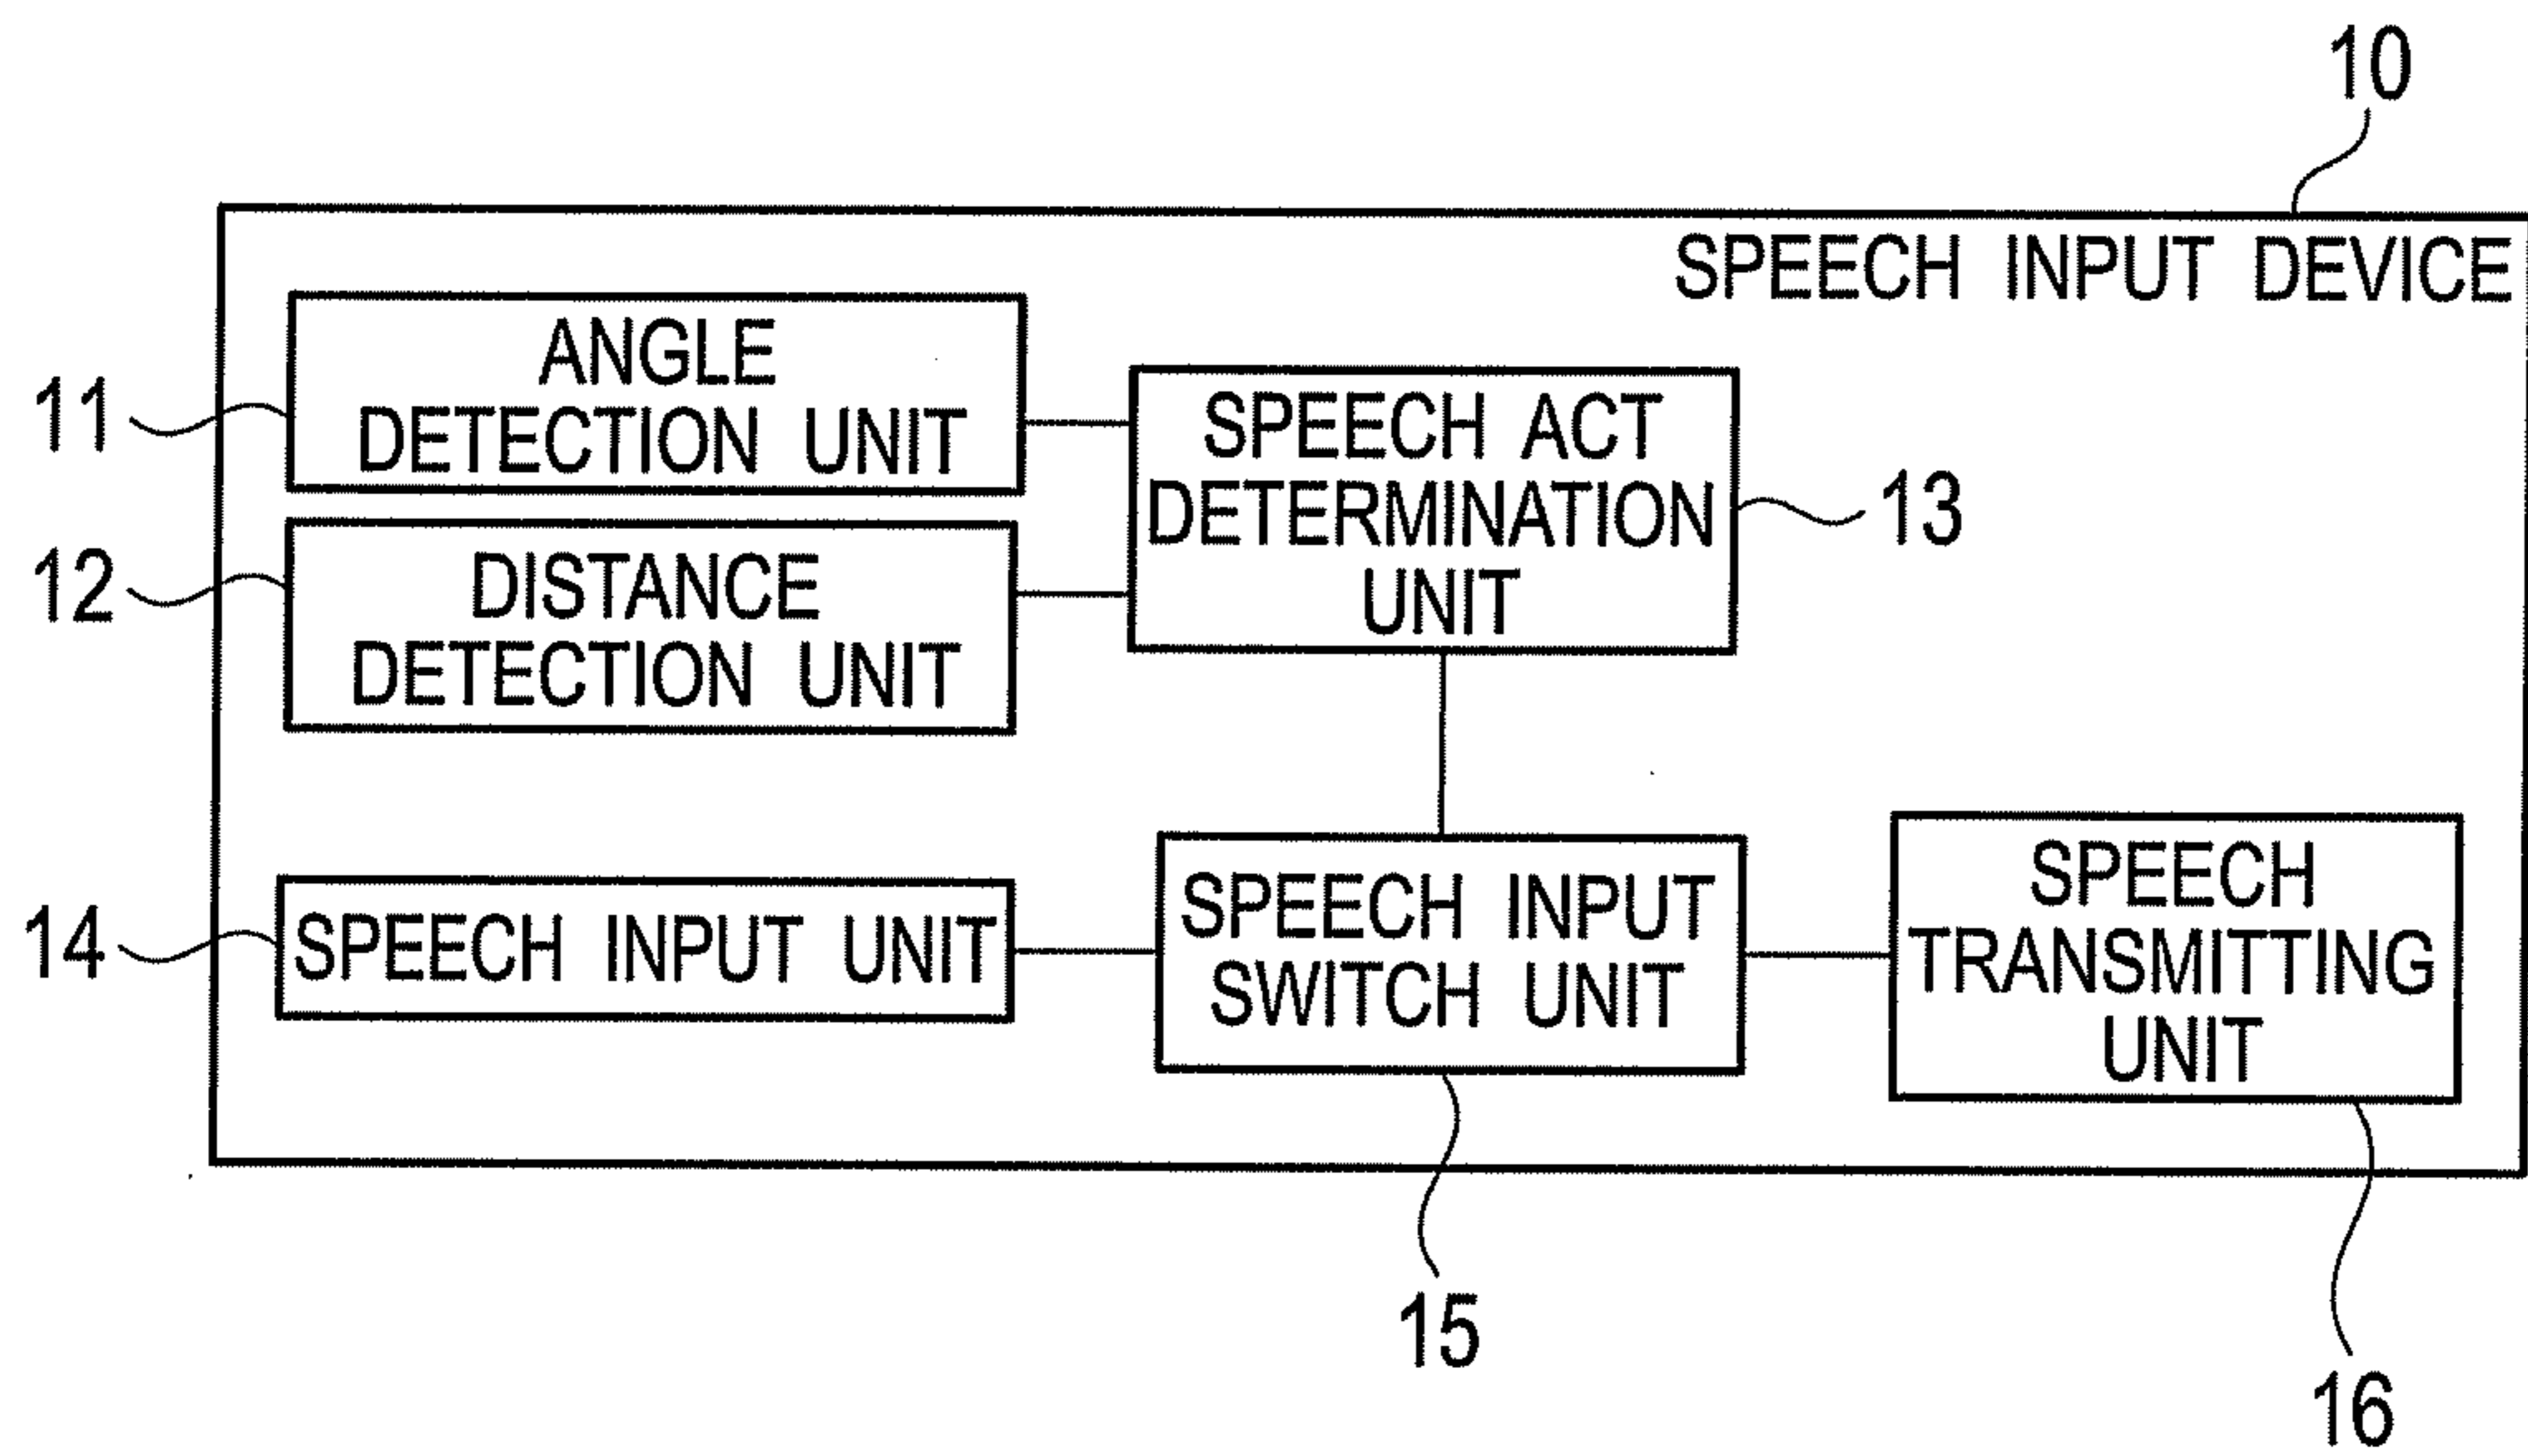 10
SPEECH INPUT DEVICE
11
ANGLE
DETECTION UNIT
12
DISTANCE
DETECTION UNIT
SPEECH ACT
DETERMINATION
UNIT
13
14
SPEECH INPUT UNIT
SPEECH INPUT
SWITCH UNIT
15
SPEECH
TRANSMITTING
UNIT
16